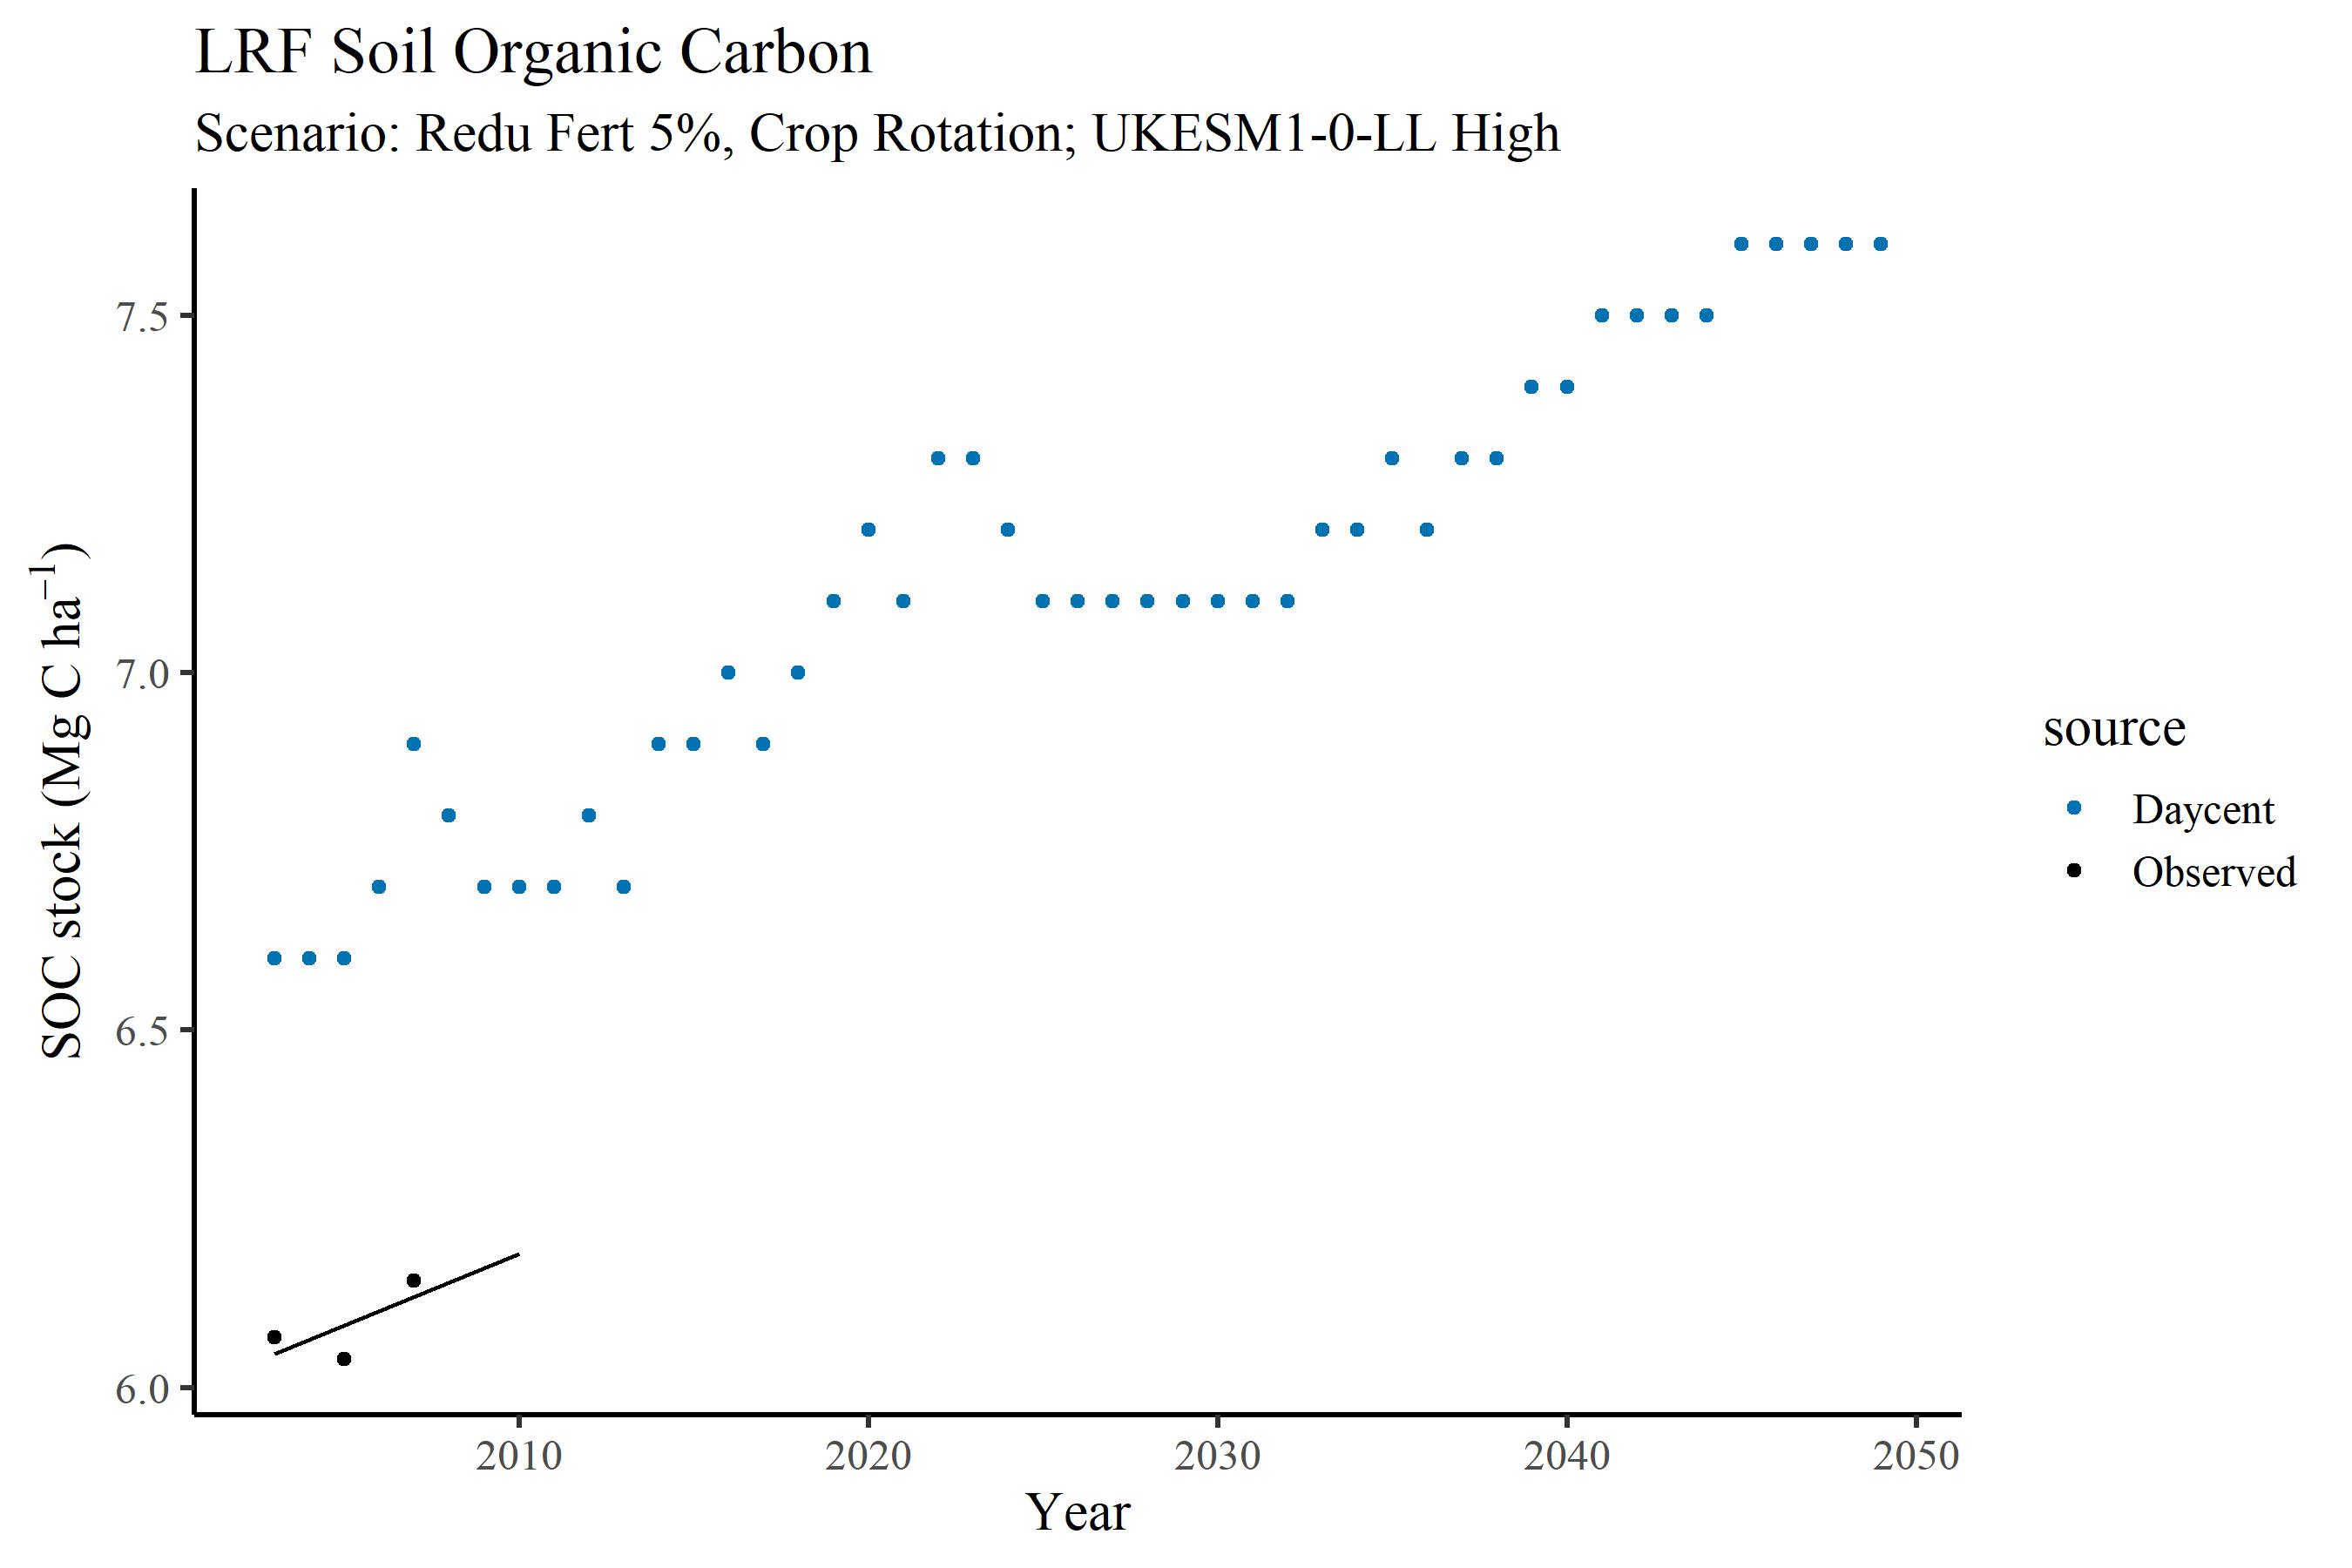 LRF Soil Organic Carbon
Scenario: Redu Fert 5%, Crop Rotation; UKESM1-0-LL High
SOC stock (Mg C ha⁻¹)
7.5
7.0
6.5
6.0
2010 2020 2030 2040 2050
Year
source
Daycent
Observed